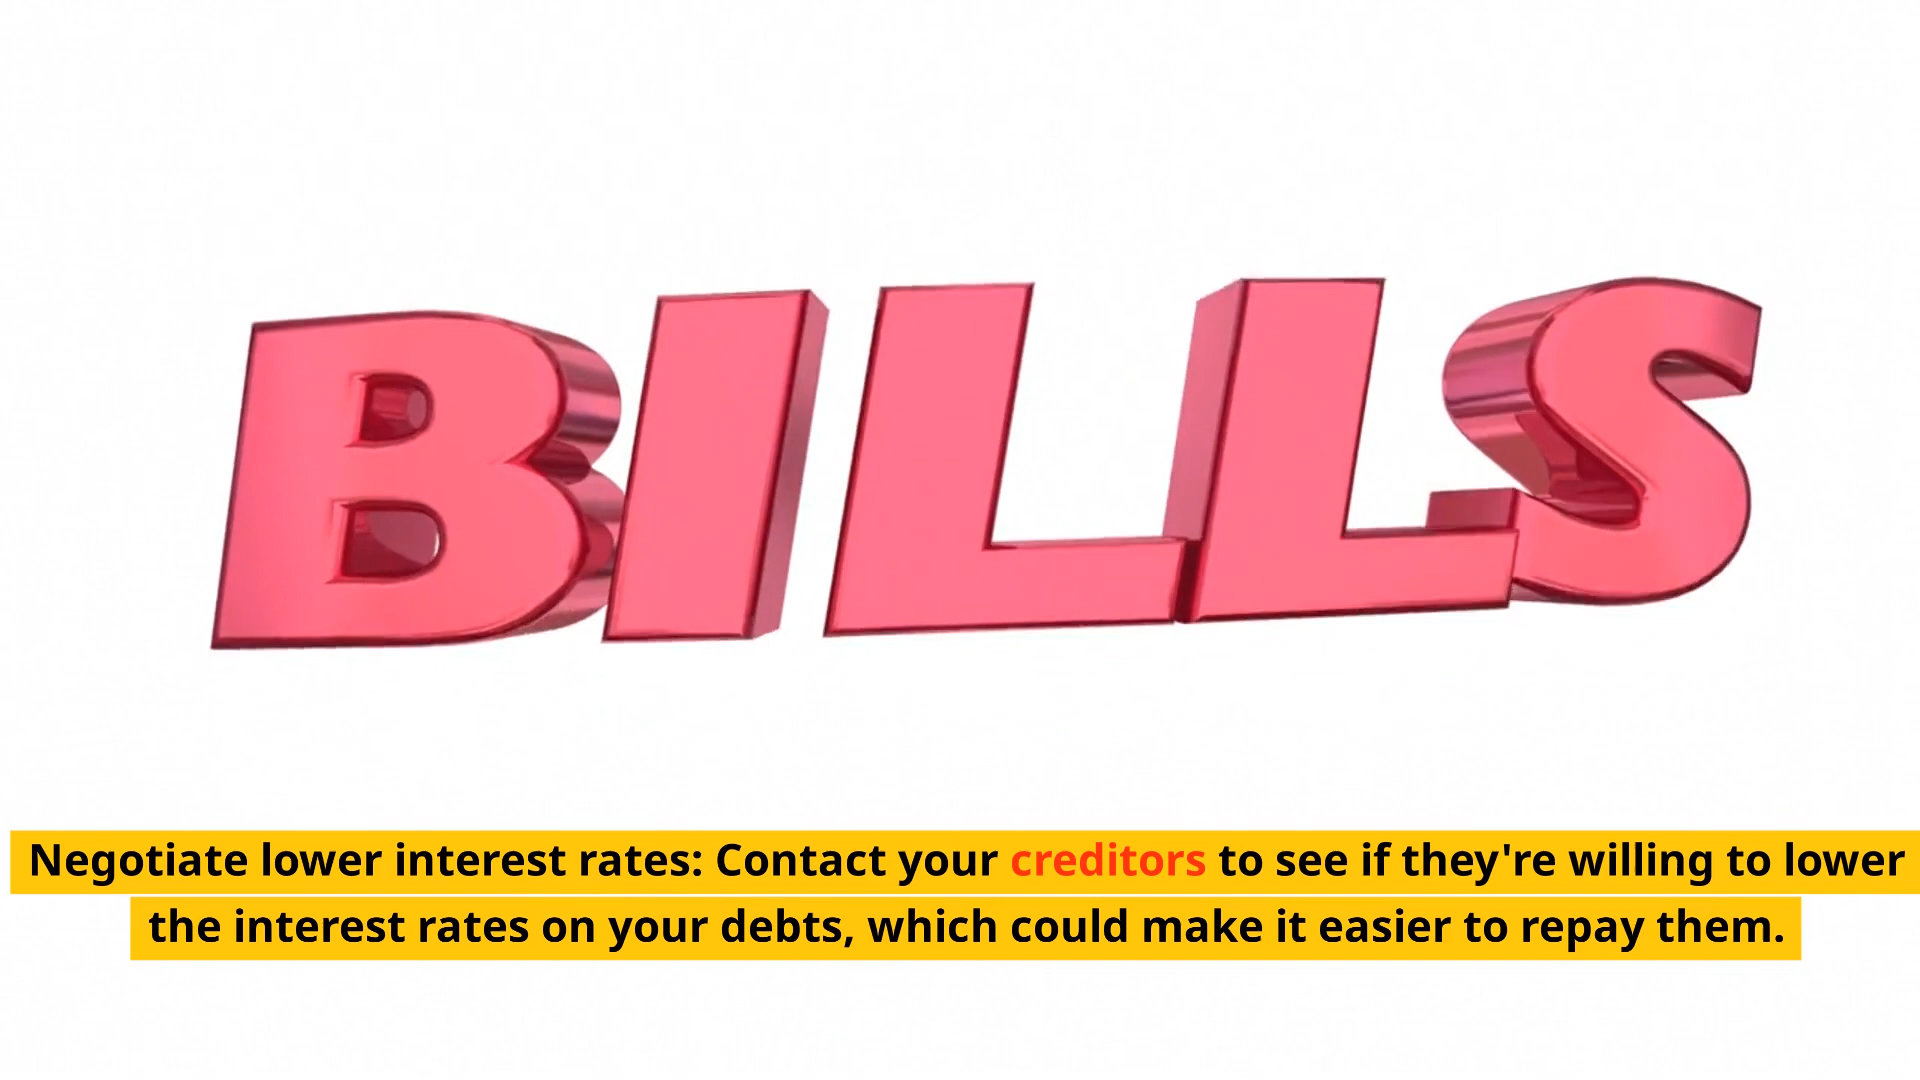 BILLS
Negotiate lower interest rates: Contact your creditors to see if they're willing to lower
the interest rates on your debts, which could make it easier to repay them.